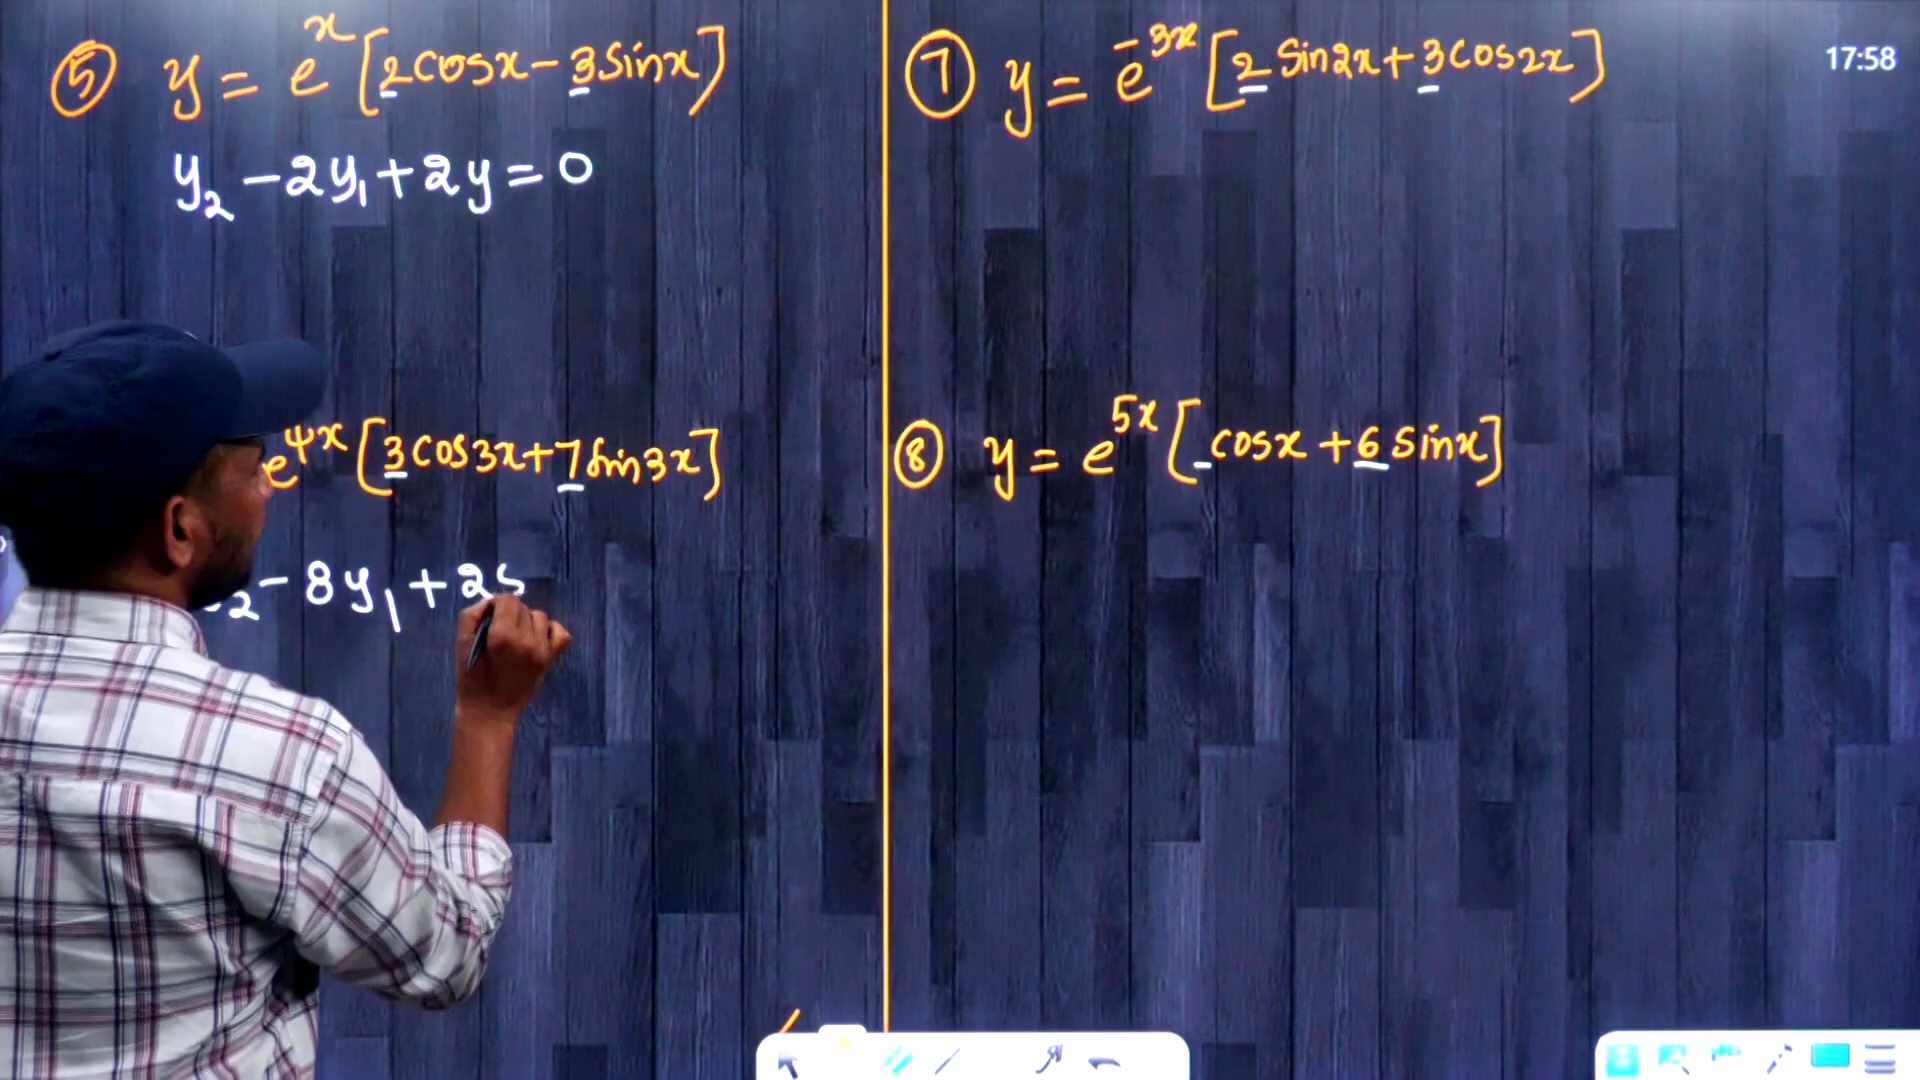 ⑤ y = e^x [2cosx - 3sinx]
y₂ - 2y₁ + 2y = 0
e^4x [3cos3x + 7sin3x]
₂ - 8y₁ + 25
⑦ y = e^-3x [2sin2x + 3cos2x]
17:58
⑧ y = e^5x [cosx + 6sinx]